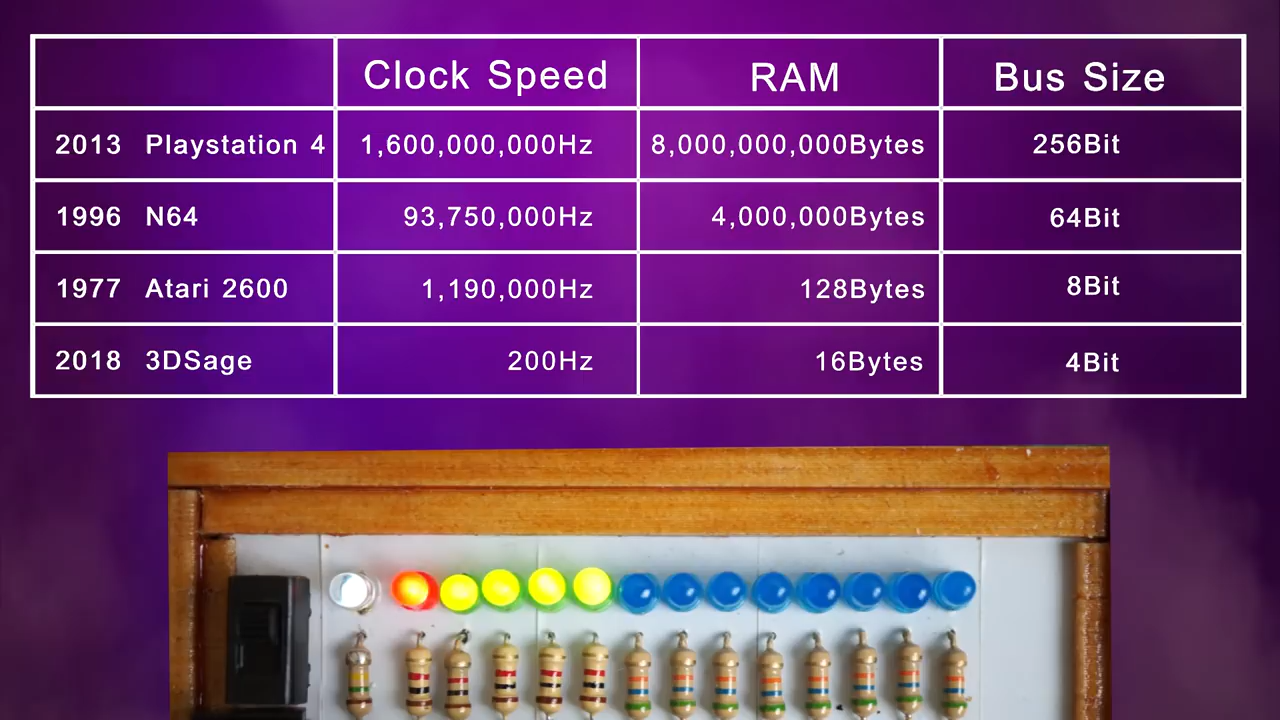 Clock Speed RAM Bus Size
2013 Playstation 4 1,600,000,000Hz 8,000,000,000Bytes 256Bit
1996 N64 93,750,000Hz 4,000,000Bytes 64Bit
1977 Atari 2600 1,190,000Hz 128Bytes 8Bit
2018 3DSage 200Hz 16Bytes 4Bit